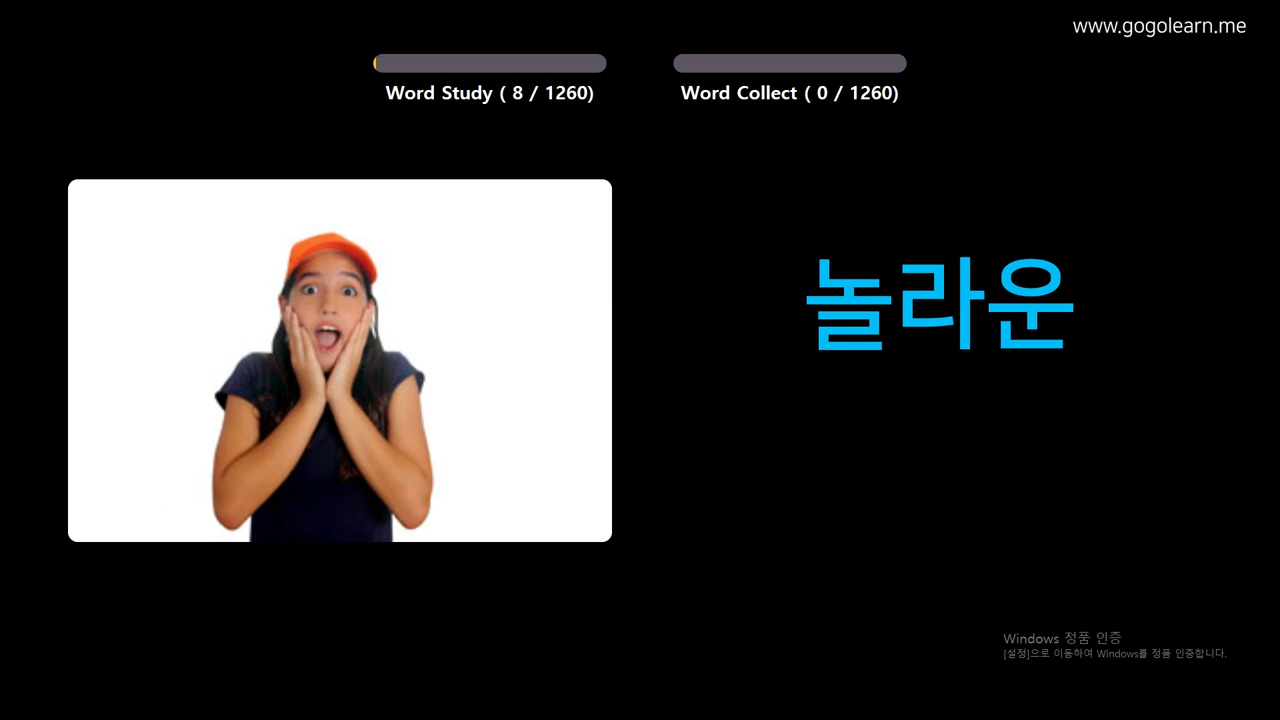 www.gogolearn.me
Word Study ( 8 / 1260)
Word Collect ( 0 / 1260)
놀라운
Windows 정품 인증
[설정]으로 이동하여 Windows를 정품 인증합니다.